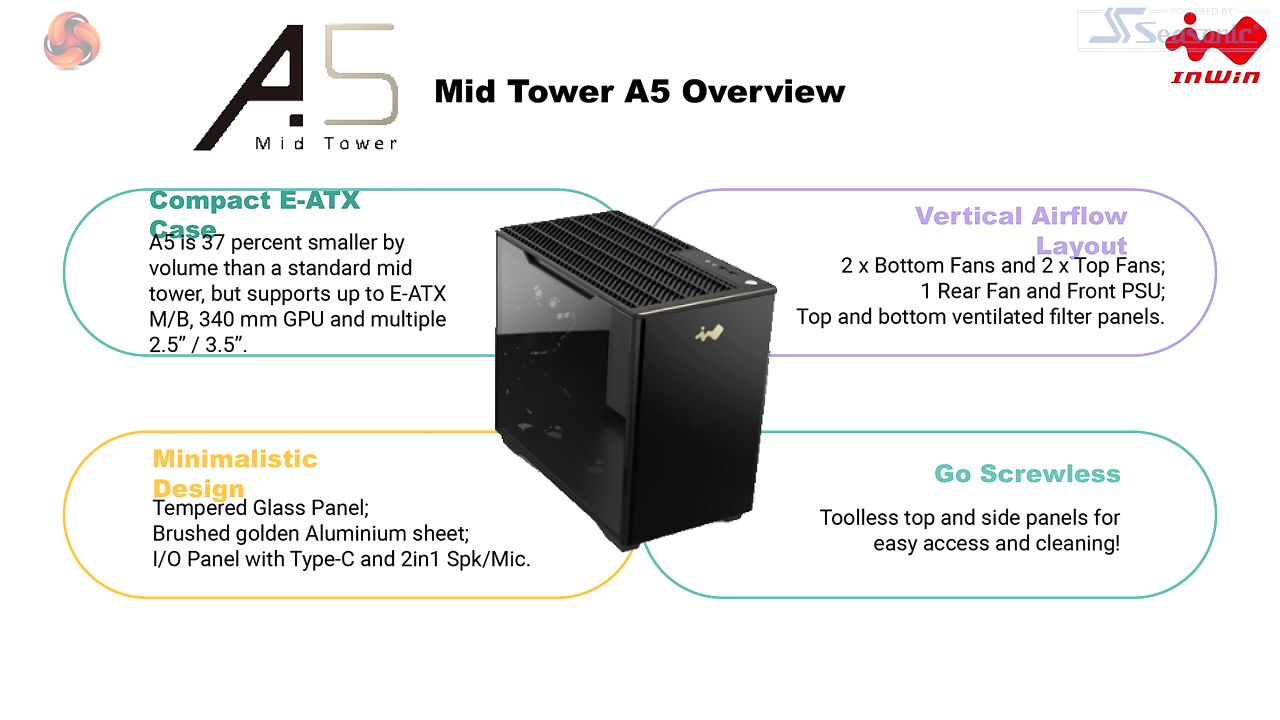 A5
Mid Tower
Mid Tower A5 Overview
POWERED BY
Seasonic
InWin
Compact E-ATX
Case
A5 is 37 percent smaller by
volume than a standard mid
tower, but supports up to E-ATX
M/B, 340 mm GPU and multiple
2.5” / 3.5”.
Vertical Airflow
Layout
2 x Bottom Fans and 2 x Top Fans;
1 Rear Fan and Front PSU;
Top and bottom ventilated filter panels.
Minimalistic
Design
Tempered Glass Panel;
Brushed golden Aluminium sheet;
I/O Panel with Type-C and 2in1 Spk/Mic.
Go Screwless
Toolless top and side panels for
easy access and cleaning!